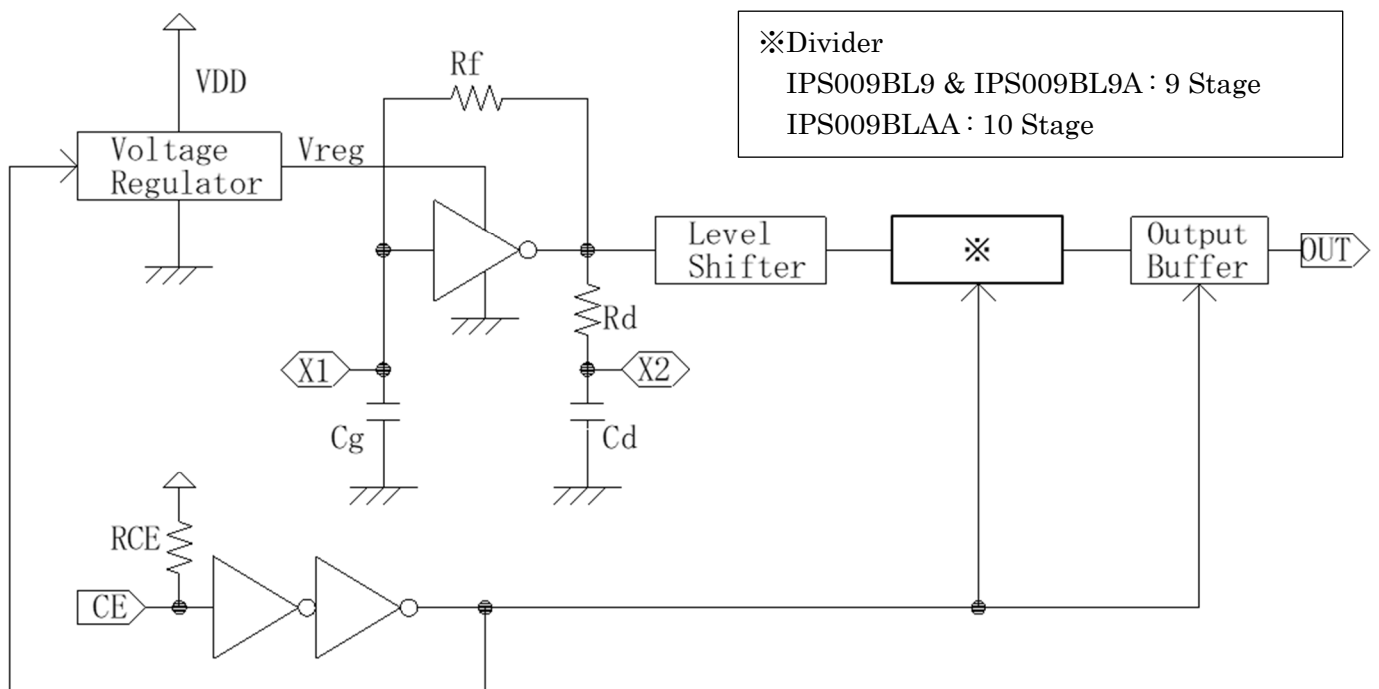 ※Divider
IPS009BL9 & IPS009BL9A : 9 Stage
IPS009BLAA : 10 Stage
VDD
Rf
Voltage
Regulator
Vreg
Level
Shifter
※
Output
Buffer
OUT
Rd
X1
X2
Cg
Cd
RCE
CE